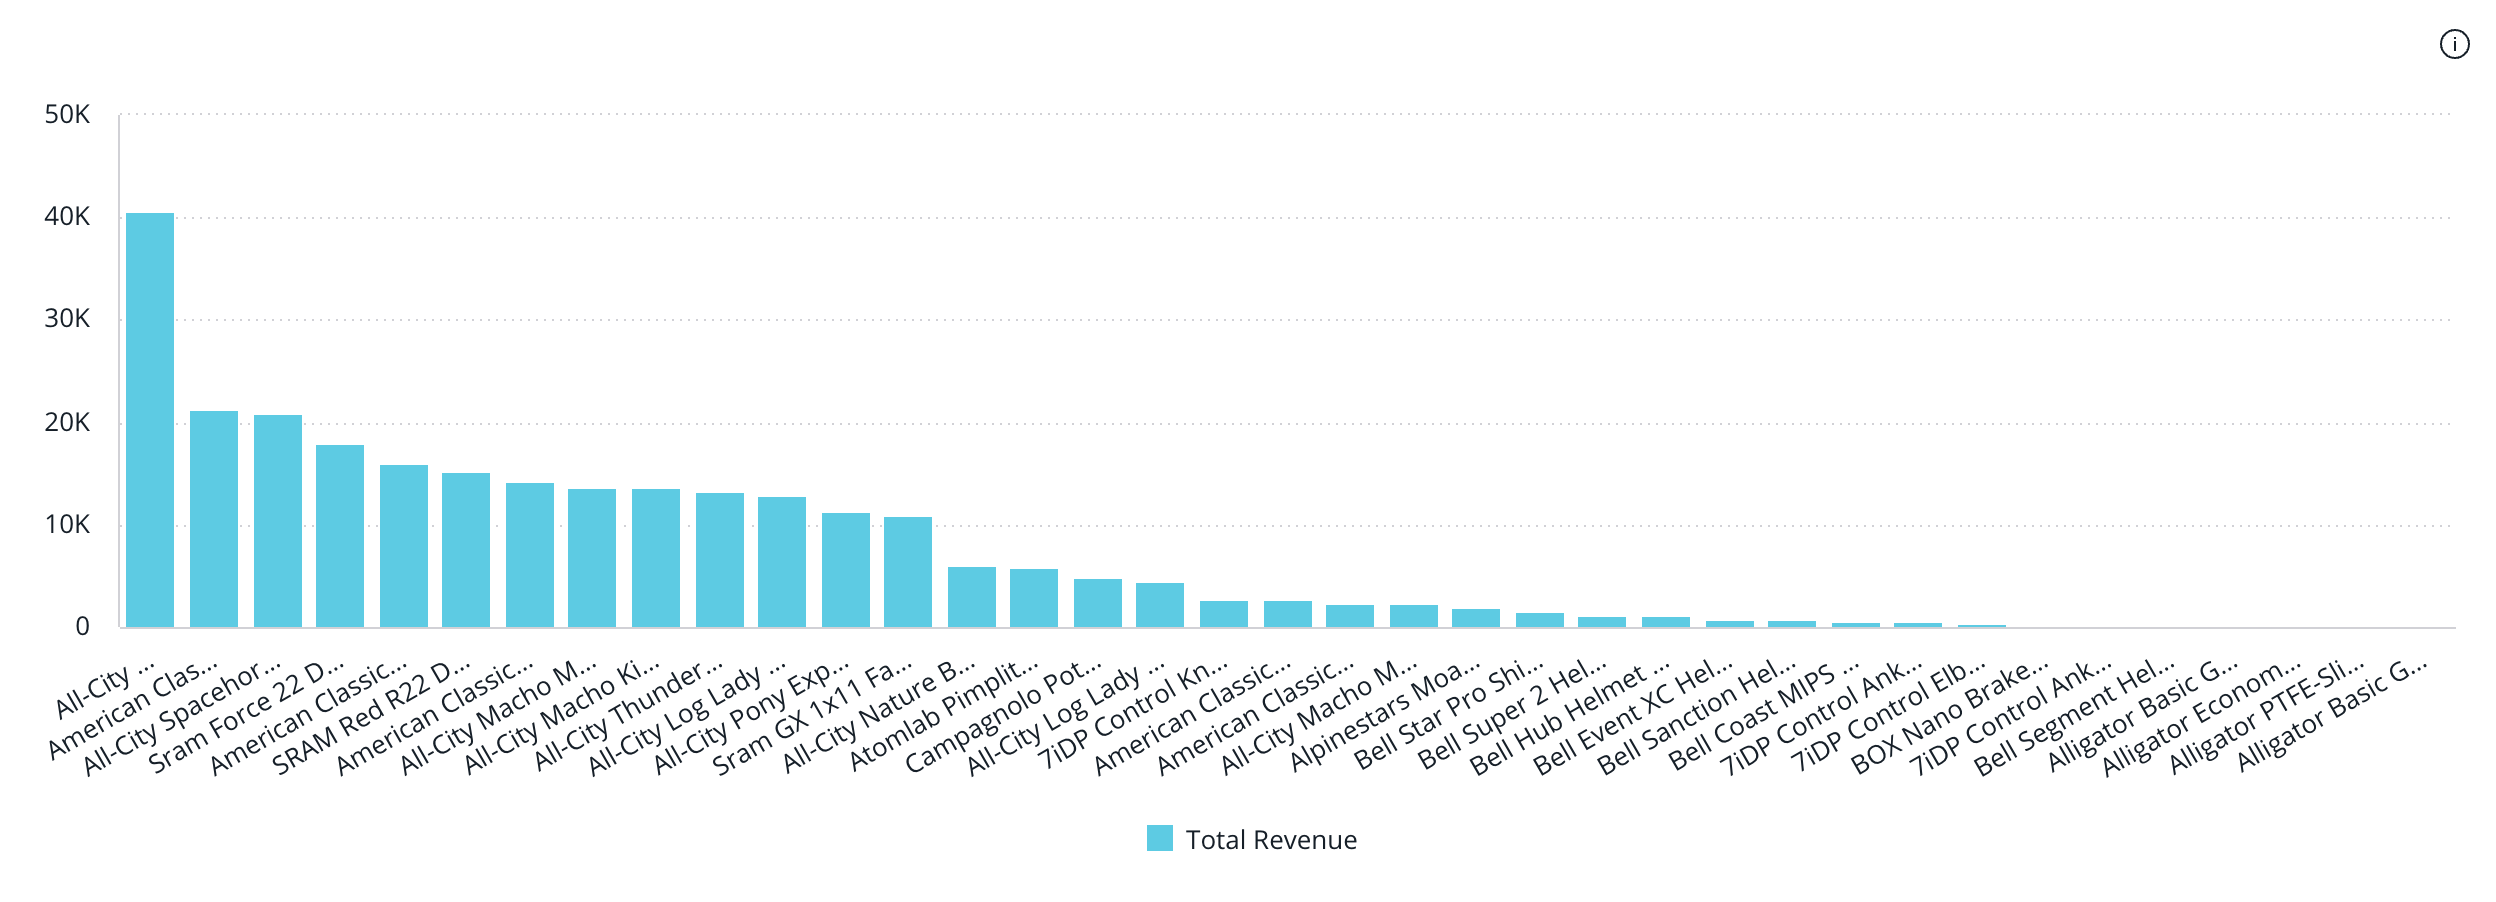 i
50K
40K
30K
20K
10K
0
All-City ...
American Clas...
All-City Spacehor...
Sram Force 22 D...
American Classic...
SRAM Red R22 D...
American Classic...
All-City Macho M...
All-City Macho Ki...
All-City Thunder...
All-City Log Lady ...
All-City Pony Exp...
Sram GX 1x11 Fa...
All-City Nature B...
Atomlab Pimplit...
Campagnolo Pot...
All-City Log Lady ...
7iDP Control Kn...
American Classic...
American Classic...
All-City Macho M...
Alpinestars Moa...
Bell Star Pro Shi...
Bell Super 2 Hel...
Bell Hub Helmet ...
Bell Event XC Hel...
Bell Sanction Hel...
Bell Coast MIPS ...
7iDP Control Ank...
7iDP Control Elb...
BOX Nano Brake...
7iDP Control Ank...
Bell Segment Hel...
Alligator Basic G...
Alligator Econom...
Alligator PTFE-Sli...
Alligator Basic G...
Total Revenue